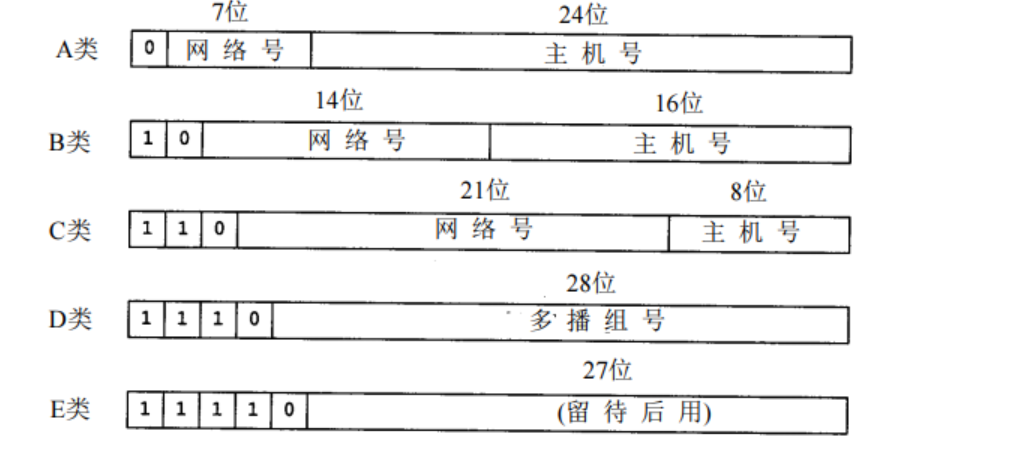 7位 24位
A类 0 网络号 主机号
14位 16位
B类 1 0 网络号 主机号
21位 8位
C类 1 1 0 网络号 主机号
28位
D类 1 1 1 0 多播组号
27位
E类 1 1 1 1 0 (留待后用)